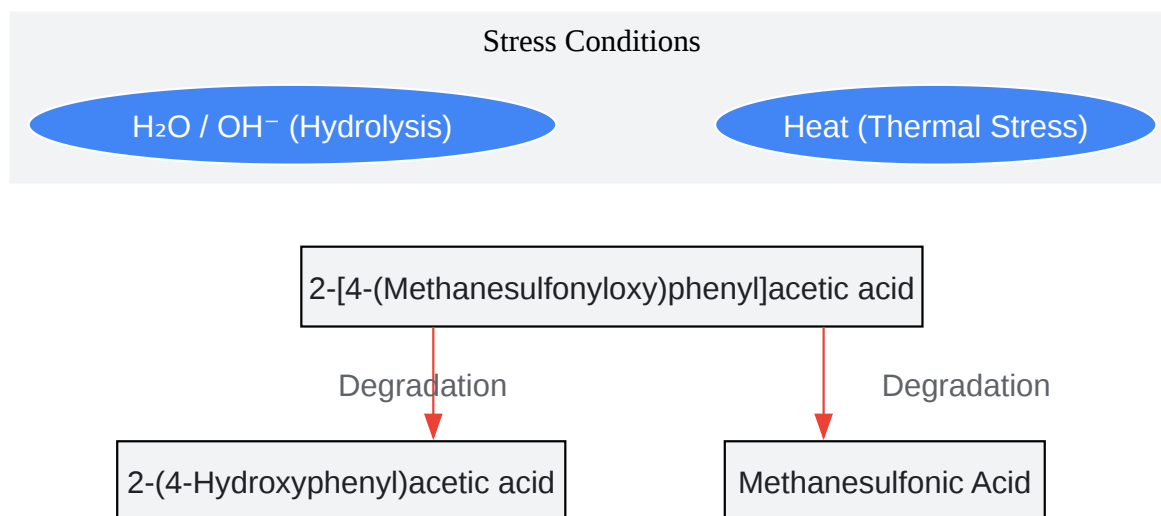 Stress Conditions
H₂O / OH⁻ (Hydrolysis)
Heat (Thermal Stress)
2-[4-(Methanesulfonyloxy)phenyl]acetic acid
Degradation
Degradation
2-(4-Hydroxyphenyl)acetic acid
Methanesulfonic Acid